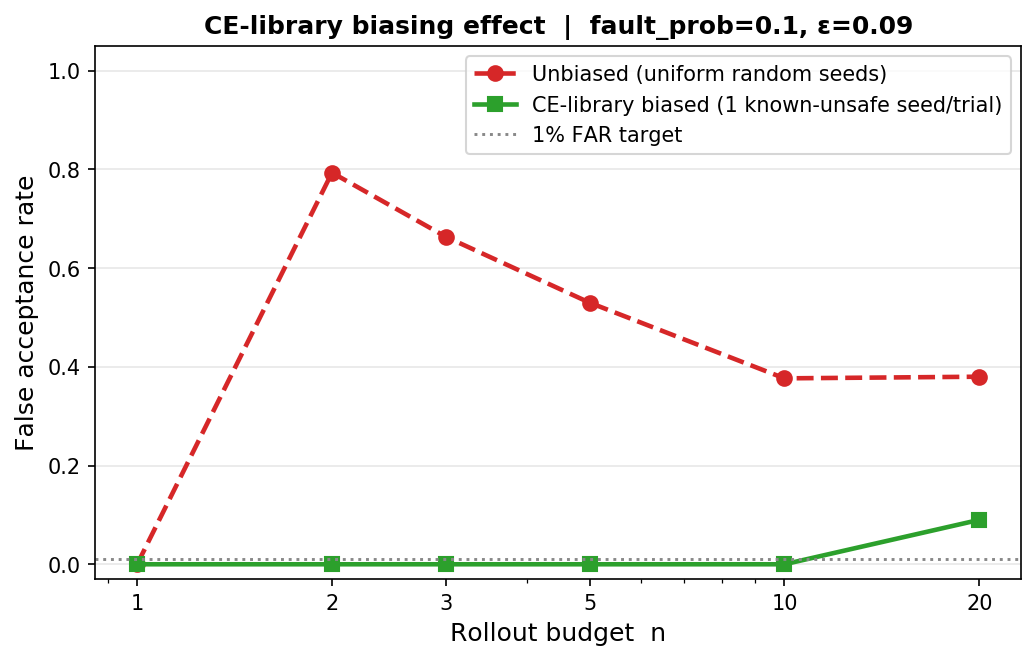 CE-library biasing effect  |  fault_prob=0.1, ε=0.09
Unbiased (uniform random seeds)
CE-library biased (1 known-unsafe seed/trial)
1% FAR target
False acceptance rate
1.0
0.8
0.6
0.4
0.2
0.0
1
2
3
5
10
20
Rollout budget  n